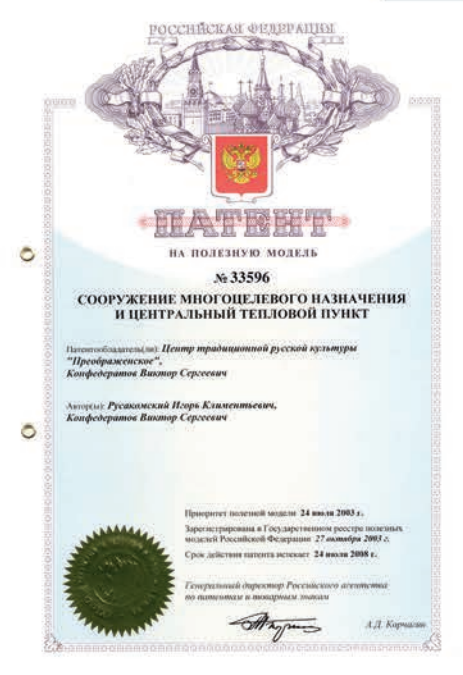 РОССИЙСКАЯ ФЕДЕРАЦИЯ
ПАТЕНТ
НА ПОЛЕЗНУЮ МОДЕЛЬ
№ 33596
СООРУЖЕНИЕ МНОГОЦЕЛЕВОГО НАЗНАЧЕНИЯ
И ЦЕНТРАЛЬНЫЙ ТЕПЛОВОЙ ПУНКТ
Патентообладатель(ли): Центр традиционной русской культуры
"Преображенское",
Конфедератов Виктор Сергеевич
Автор(ы): Русакомский Игорь Климентьевич,
Конфедератов Виктор Сергеевич
Приоритет полезной модели 24 июля 2003 г.
Зарегистрирована в Государственном реестре полезных
моделей Российской Федерации 27 октября 2003 г.
Срок действия патента истекает 24 июля 2008 г.
Генеральный директор Российского агентства
по патентам и товарным знакам
А.Д. Корчагин